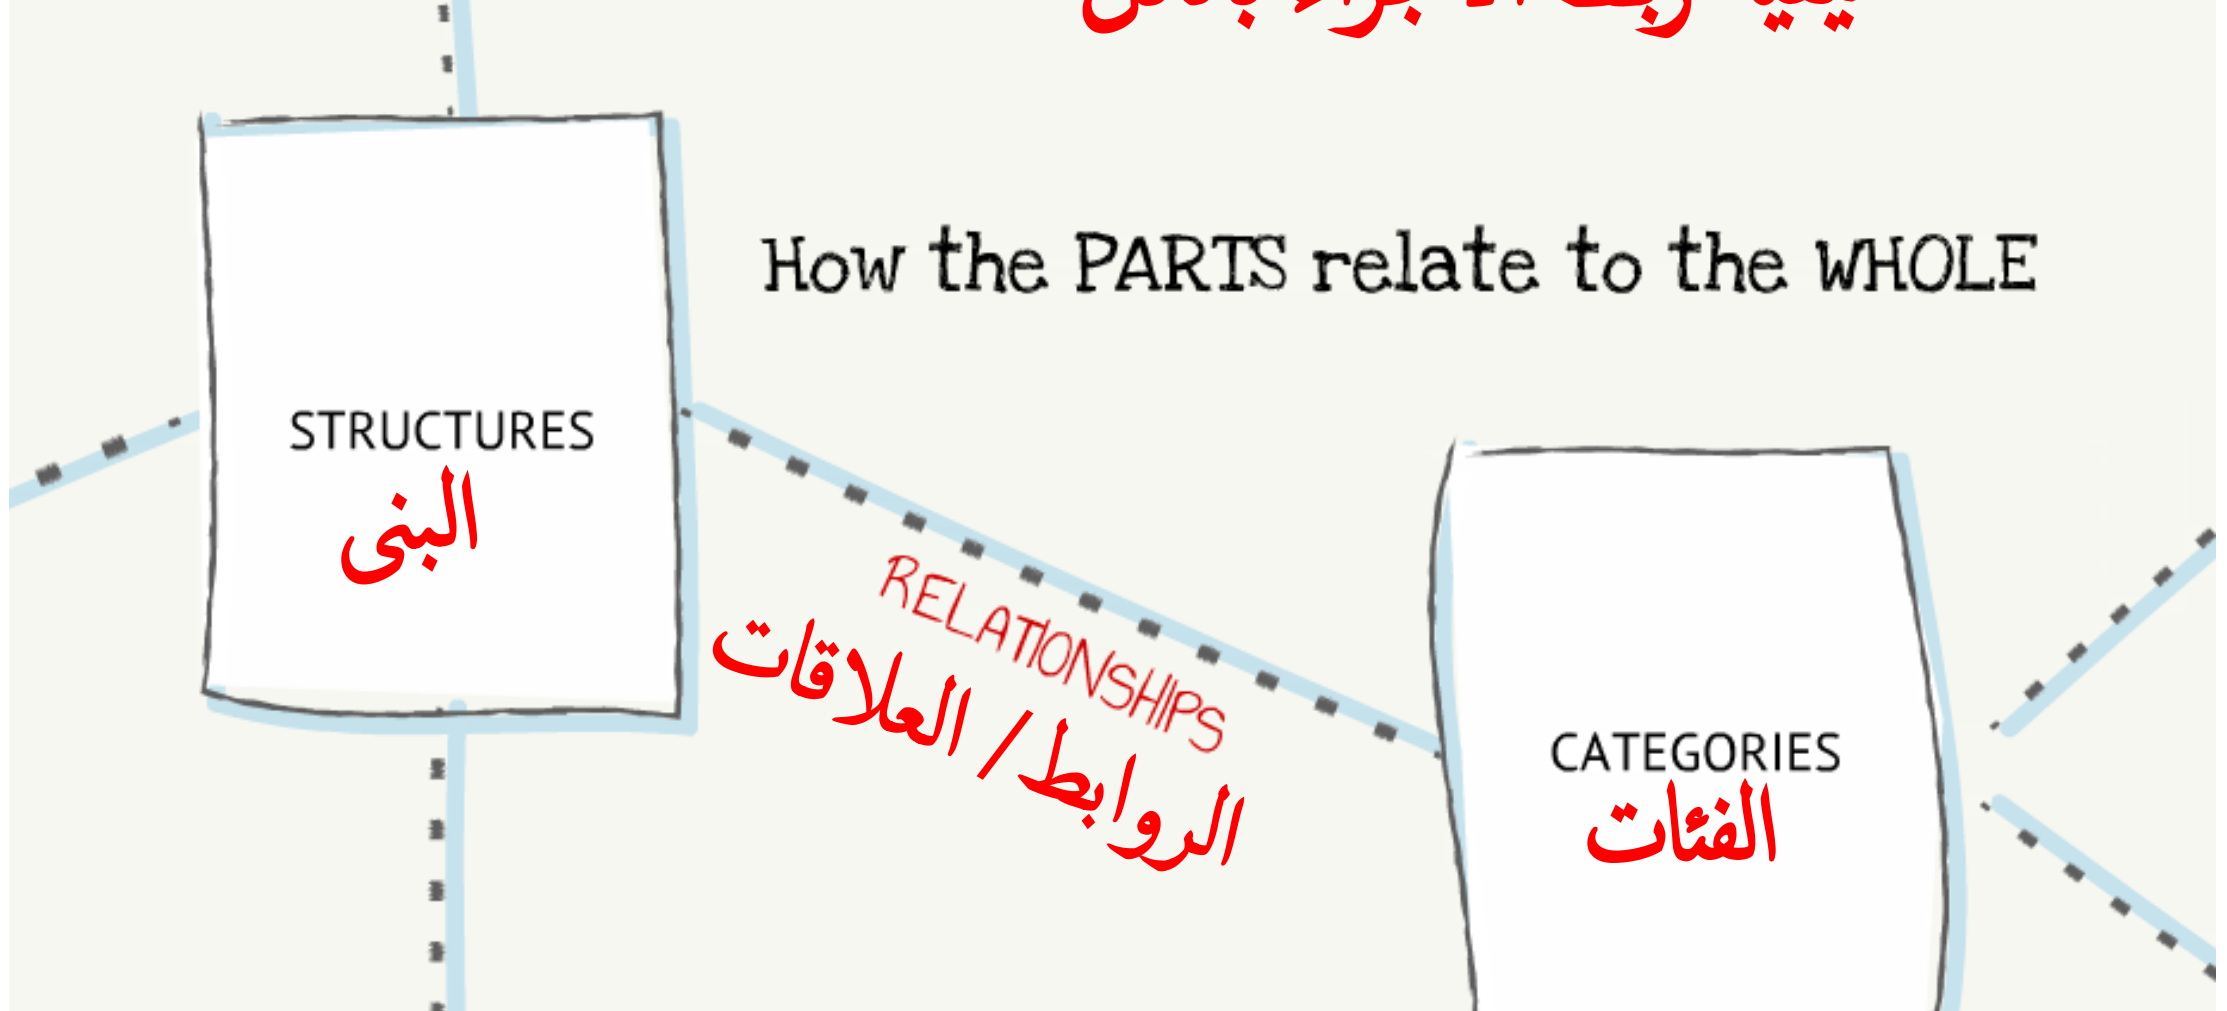 How the PARTS relate to the WHOLE
STRUCTURES
البنى
RELATIONSHIPS
الروابط/ العلاقات
CATEGORIES
الفئات